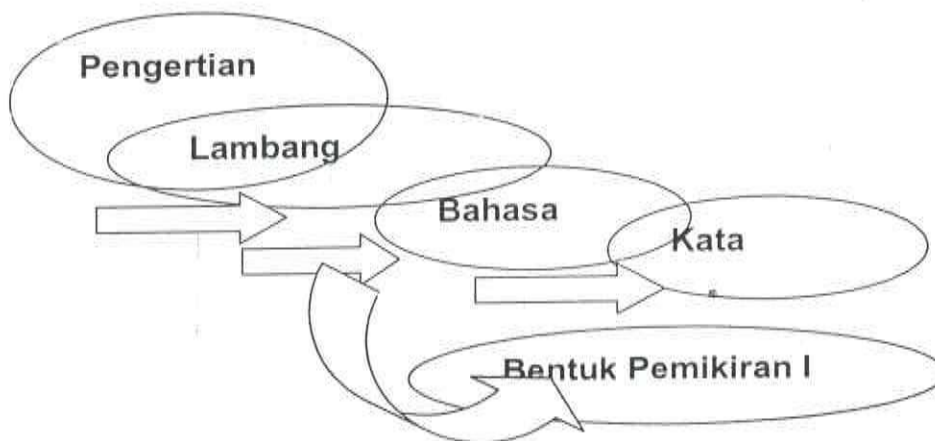 Pengertian
Lambang
Bahasa
Kata
Bentuk Pemikiran I